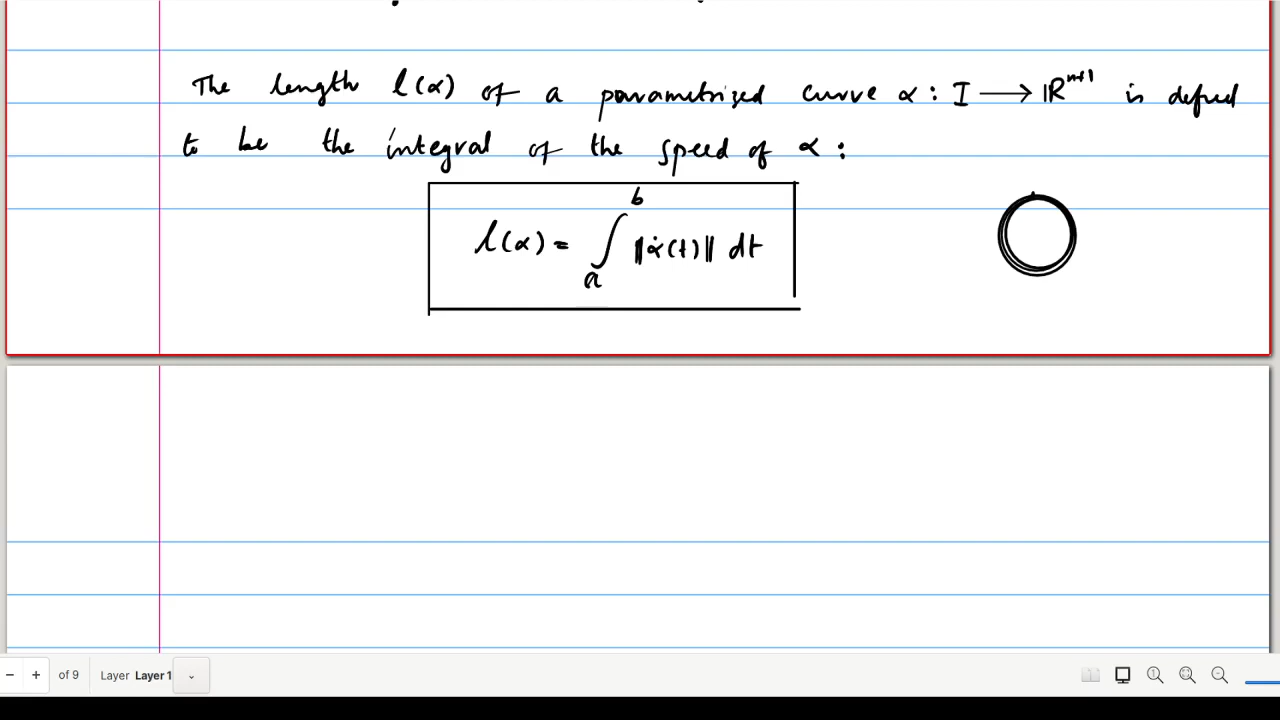 The length l(α) of a parametrized curve α : I ⟶ ℝⁿ⁺¹ is defined
to be the integral of the speed of α :
b
l(α) = ∫ ‖α̇(t)‖ dt
a
of 9 Layer Layer 1